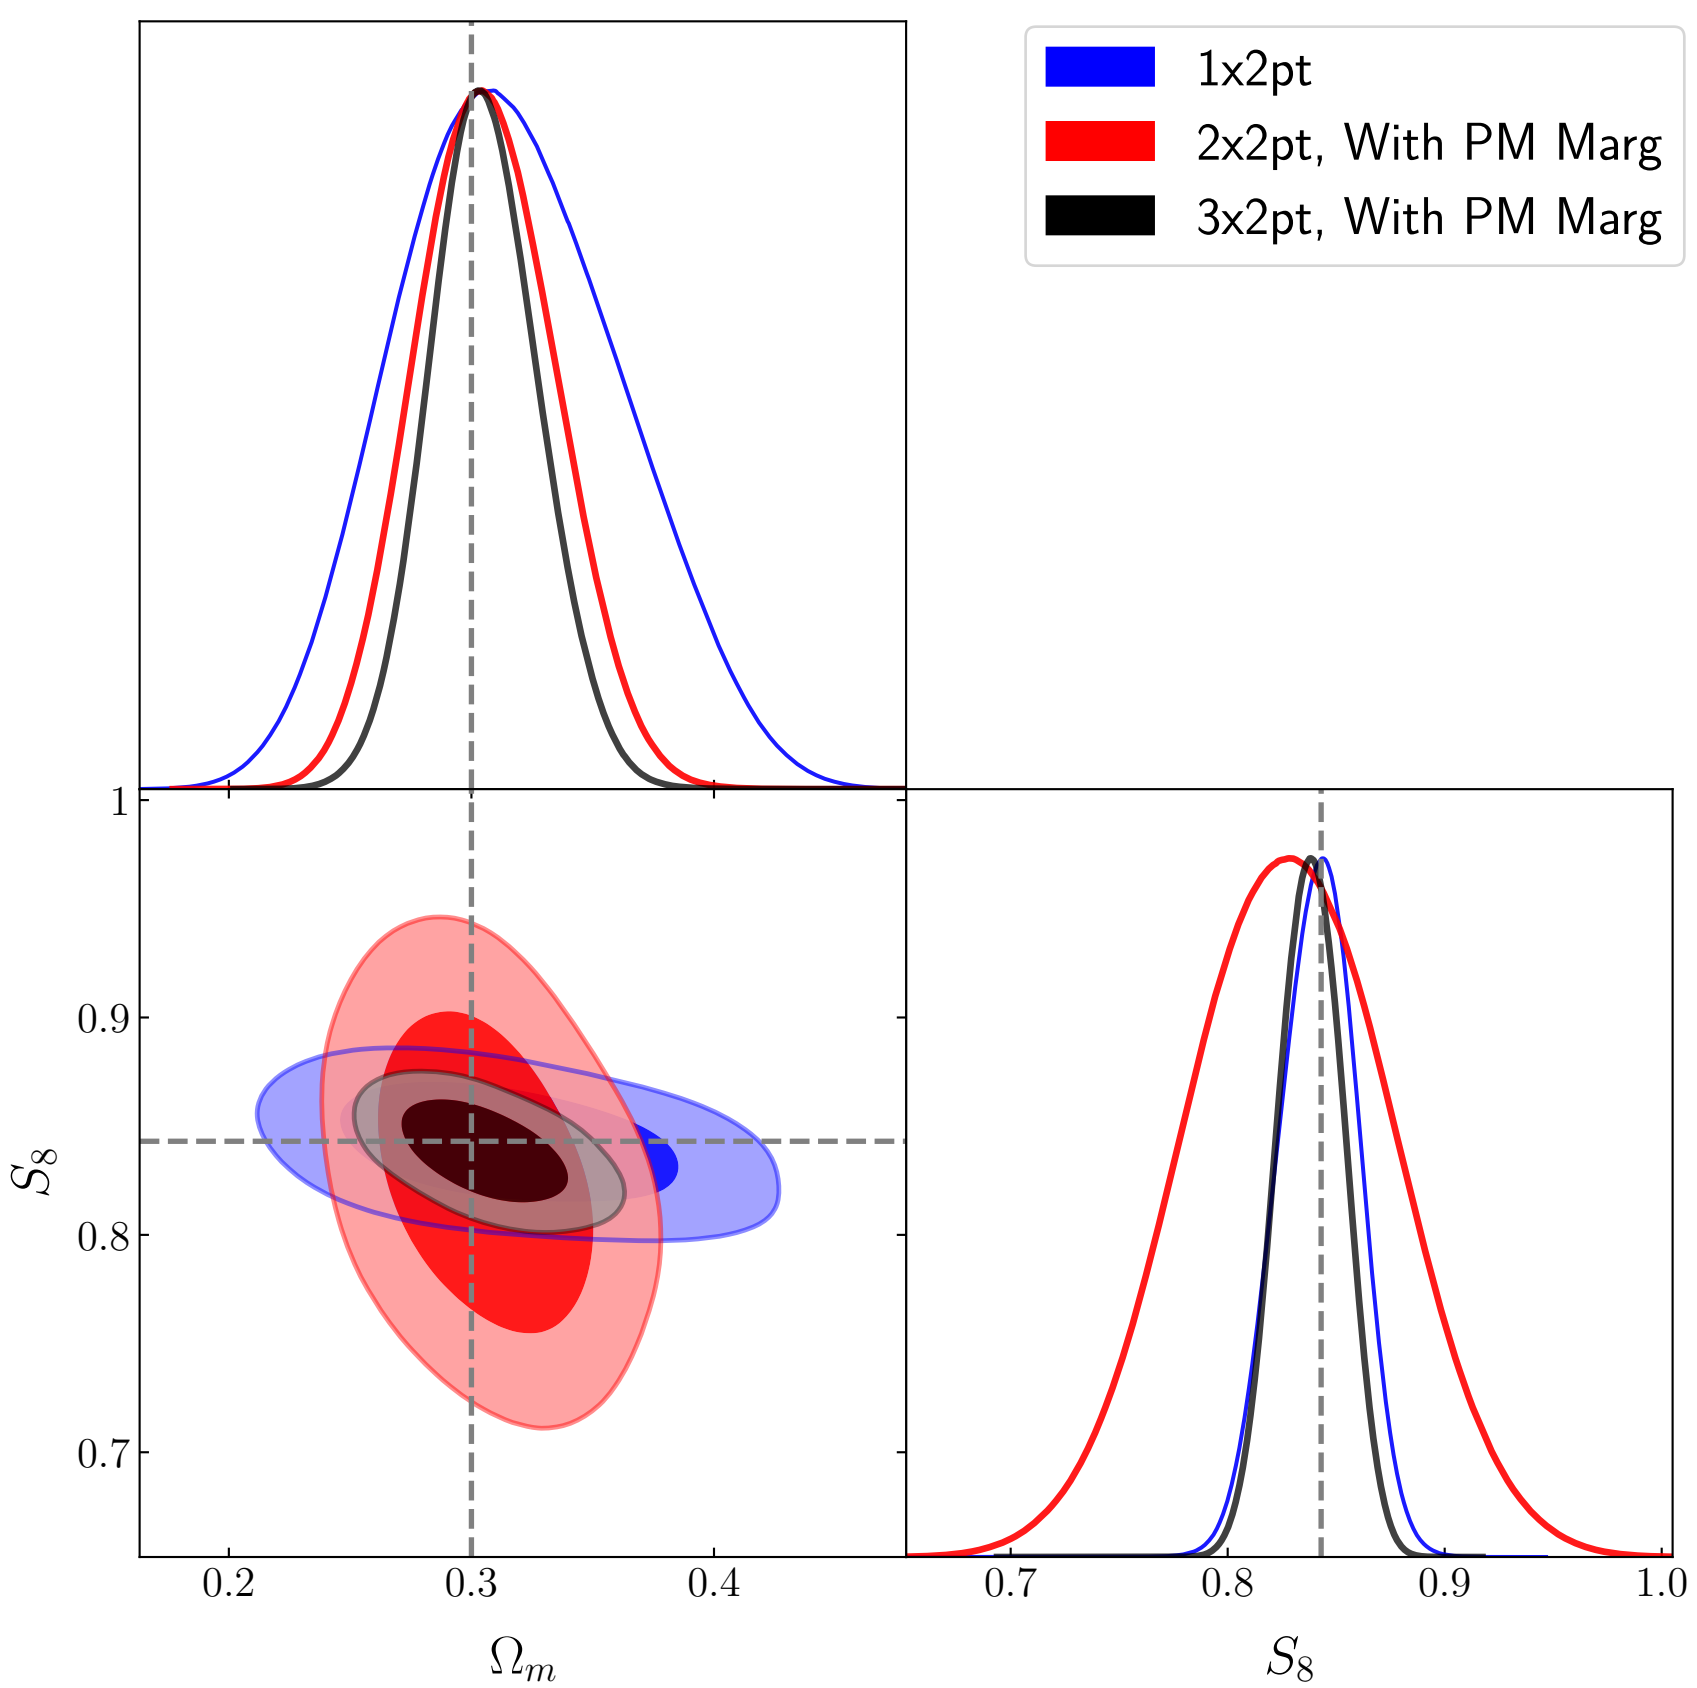 1x2pt
2x2pt, With PM Marg
3x2pt, With PM Marg
1
0.9
0.8
0.7
S₈
0.2 0.3 0.4
Ωₘ
0.7 0.8 0.9 1.0
S₈